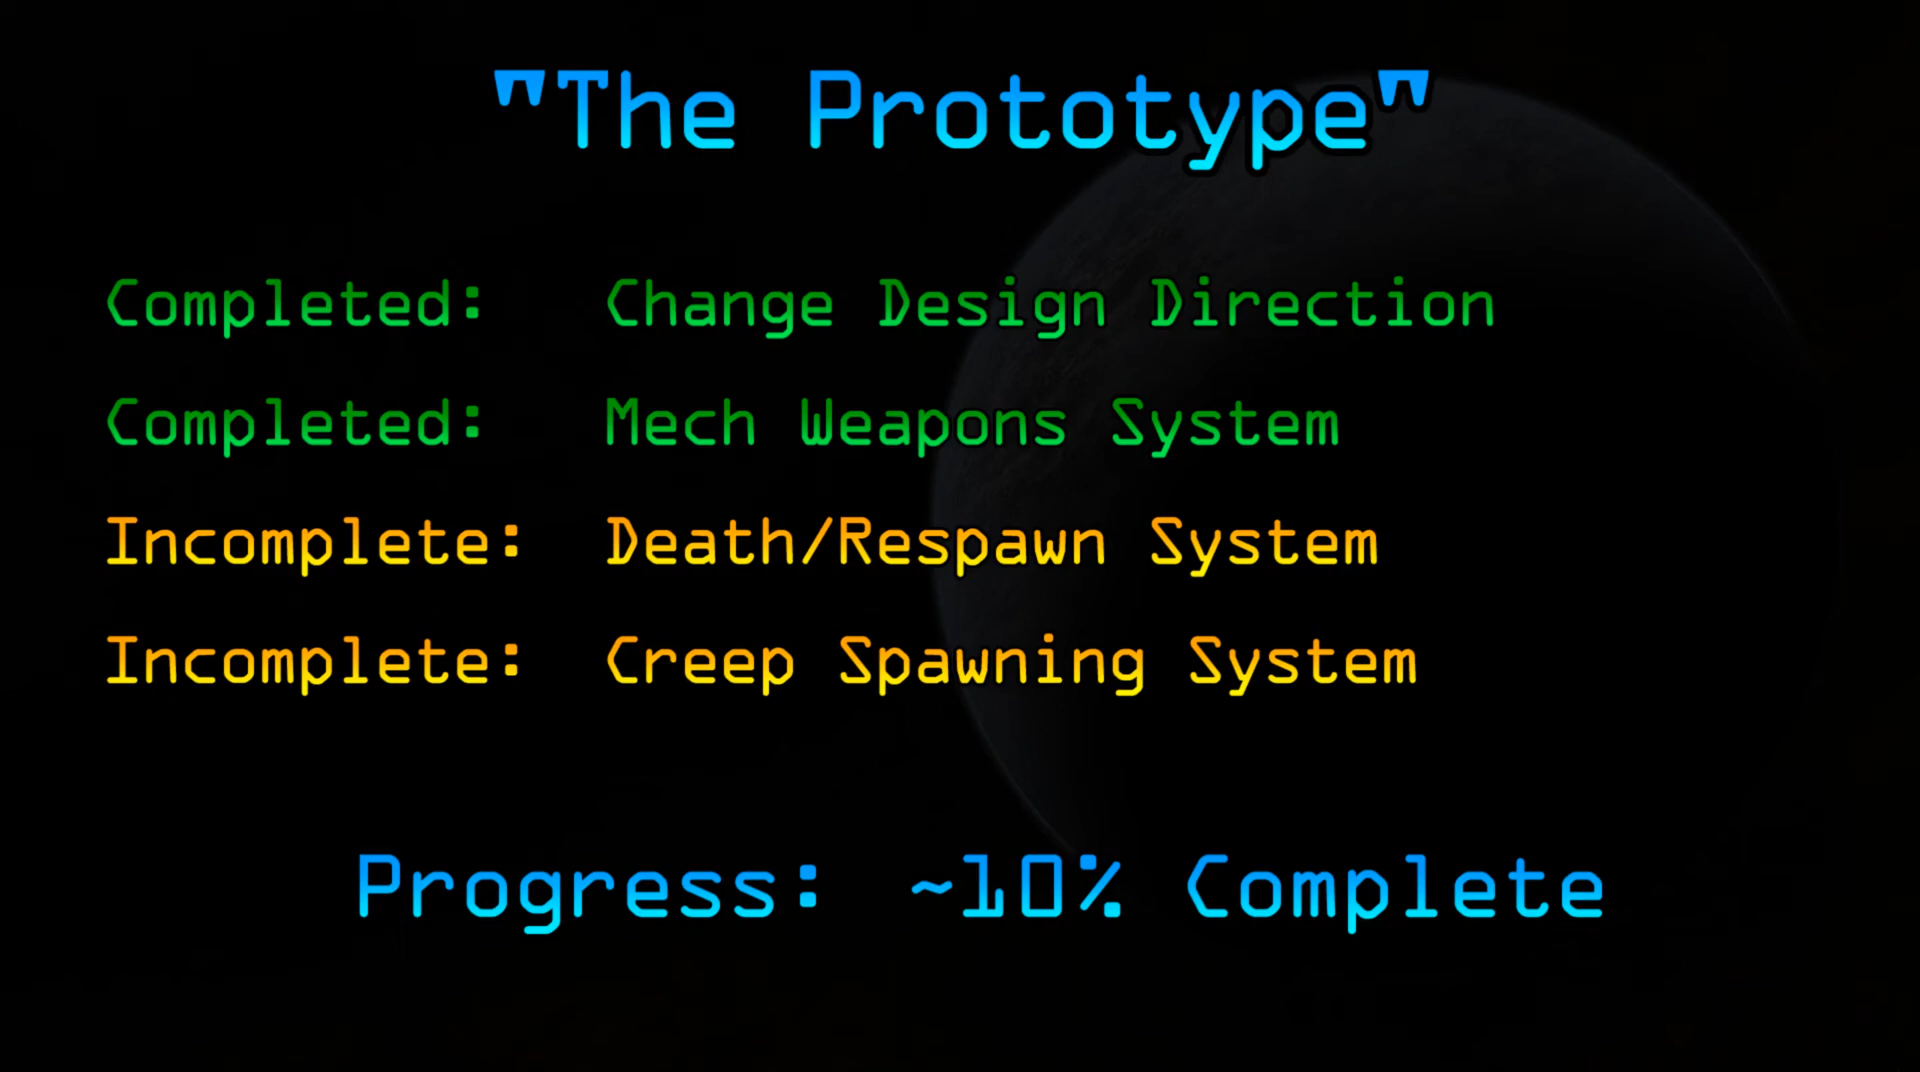 "The Prototype"
Completed: Change Design Direction
Completed: Mech Weapons System
Incomplete: Death/Respawn System
Incomplete: Creep Spawning System
Progress: ~10% Complete